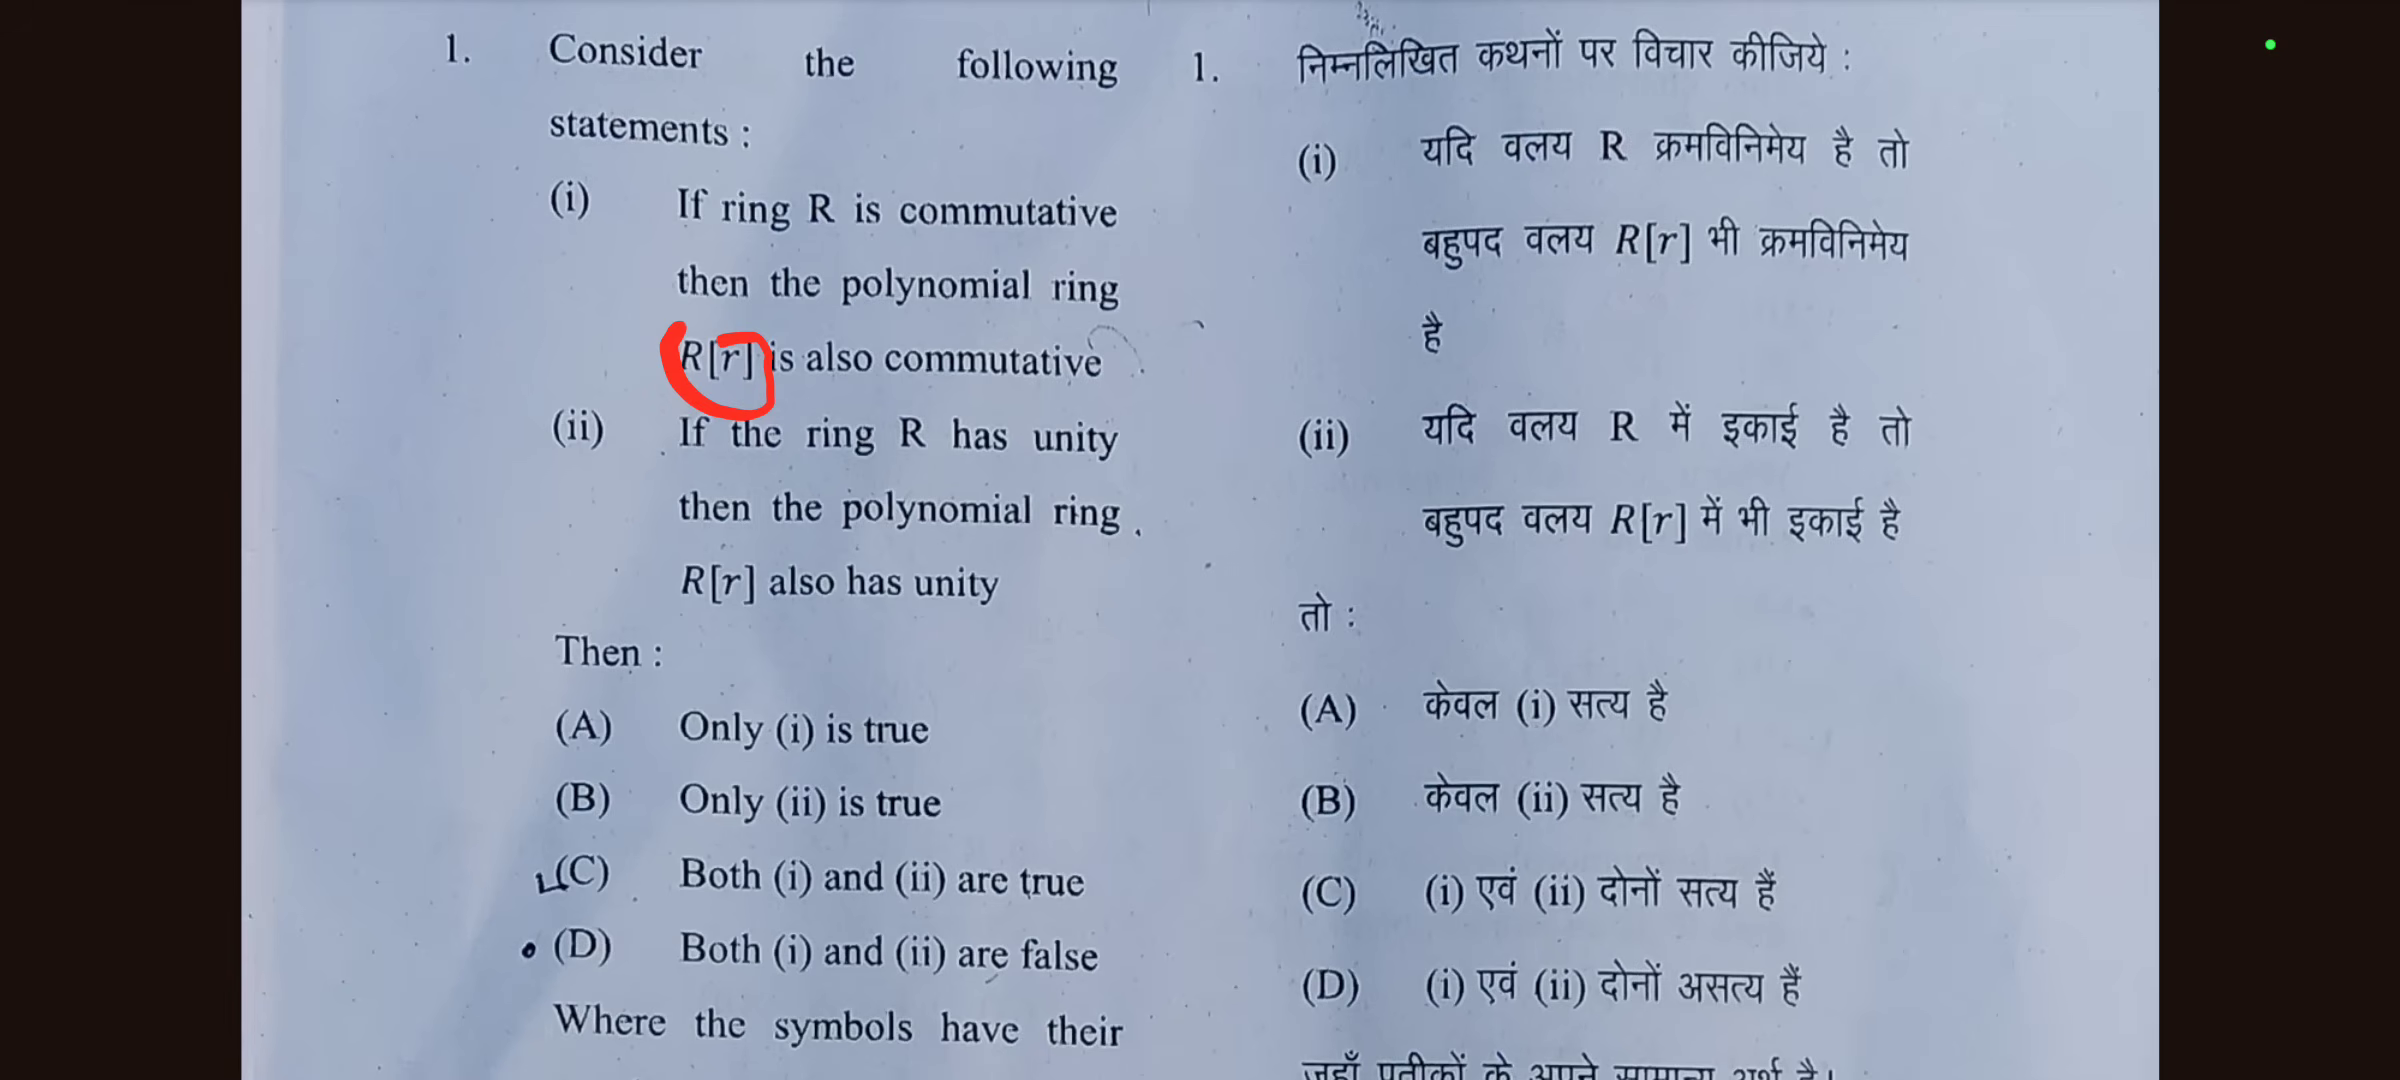 1. Consider the following
statements :
(i) If ring R is commutative
then the polynomial ring
R[r] is also commutative
(ii) If the ring R has unity
then the polynomial ring
R[r] also has unity
Then :
(A) Only (i) is true
(B) Only (ii) is true
(C) Both (i) and (ii) are true
(D) Both (i) and (ii) are false
Where the symbols have their
1. निम्नलिखित कथनों पर विचार कीजिये :
(i) यदि वलय R क्रमविनिमेय है तो
बहुपद वलय R[r] भी क्रमविनिमेय
है
(ii) यदि वलय R में इकाई है तो
बहुपद वलय R[r] में भी इकाई है
तो :
(A) केवल (i) सत्य है
(B) केवल (ii) सत्य है
(C) (i) एवं (ii) दोनों सत्य हैं
(D) (i) एवं (ii) दोनों असत्य हैं
जहाँ प्रतीकों के अपने सामान्य अर्थ है।